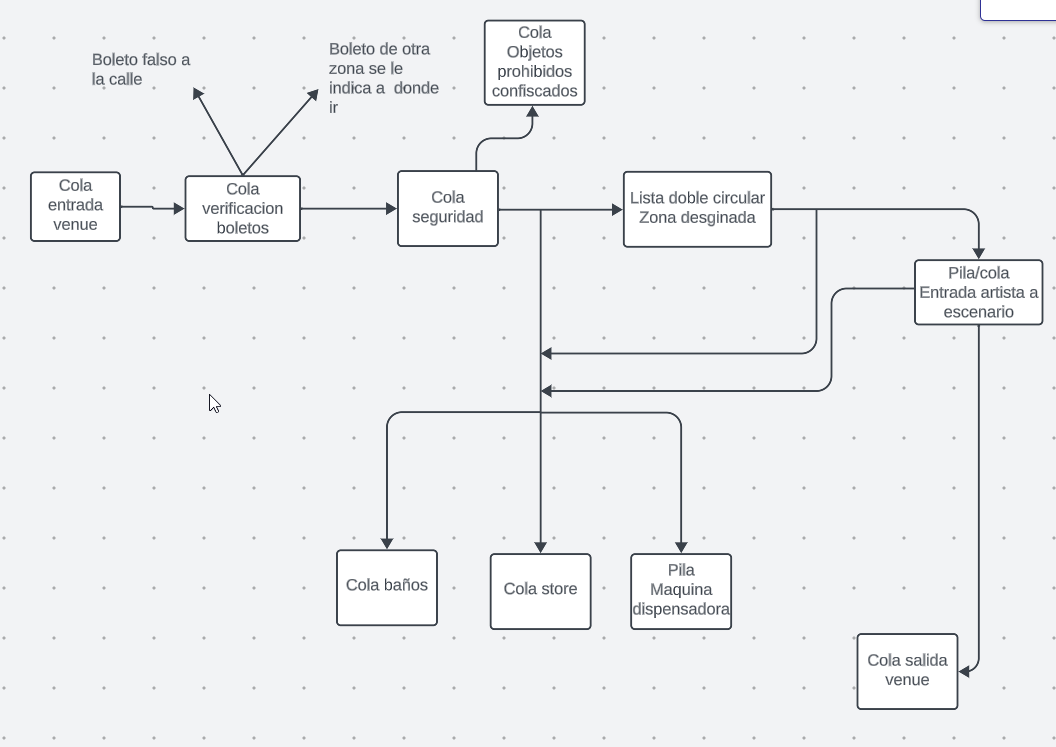 Cola
Objetos
prohibidos
confiscados
Boleto falso a
la calle
Boleto de otra
zona se le
indica a  donde
ir
Cola
entrada
venue
Cola
verificacion
boletos
Cola
seguridad
Lista doble circular
Zona desginada
Pila/cola
Entrada artista a
escenario
Cola baños
Cola store
Pila
Maquina
dispensadora
Cola salida
venue